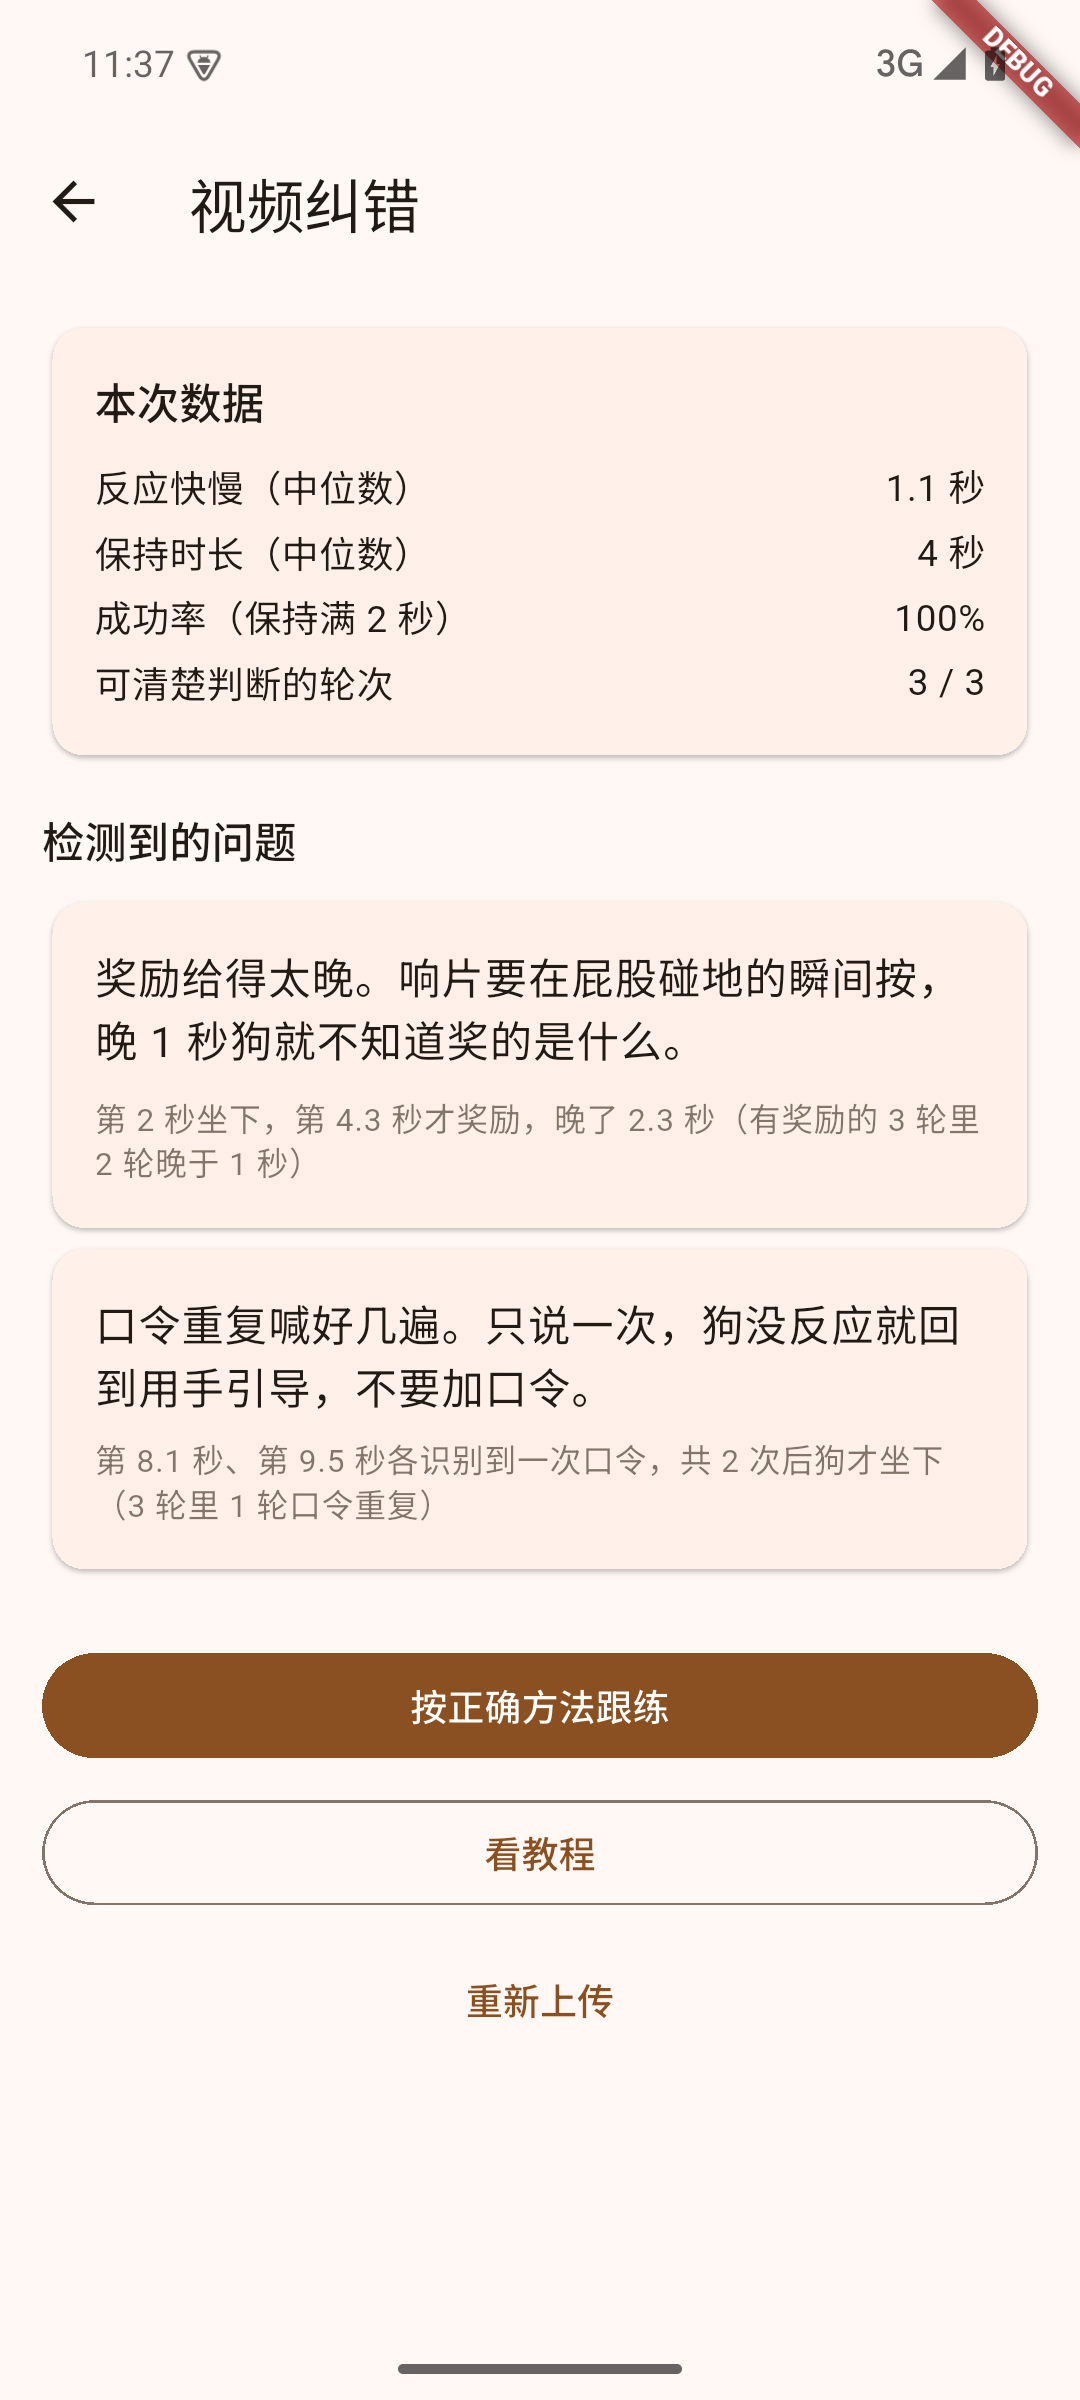 11:37
3G
DEBUG
视频纠错
本次数据
反应快慢（中位数） 1.1 秒
保持时长（中位数） 4 秒
成功率（保持满 2 秒） 100%
可清楚判断的轮次 3 / 3
检测到的问题
奖励给得太晚。响片要在屁股碰地的瞬间按，
晚 1 秒狗就不知道奖的是什么。
第 2 秒坐下，第 4.3 秒才奖励，晚了 2.3 秒（有奖励的 3 轮里
2 轮晚于 1 秒）
口令重复喊好几遍。只说一次，狗没反应就回
到用手引导，不要加口令。
第 8.1 秒、第 9.5 秒各识别到一次口令，共 2 次后狗才坐下
（3 轮里 1 轮口令重复）
按正确方法跟练
看教程
重新上传